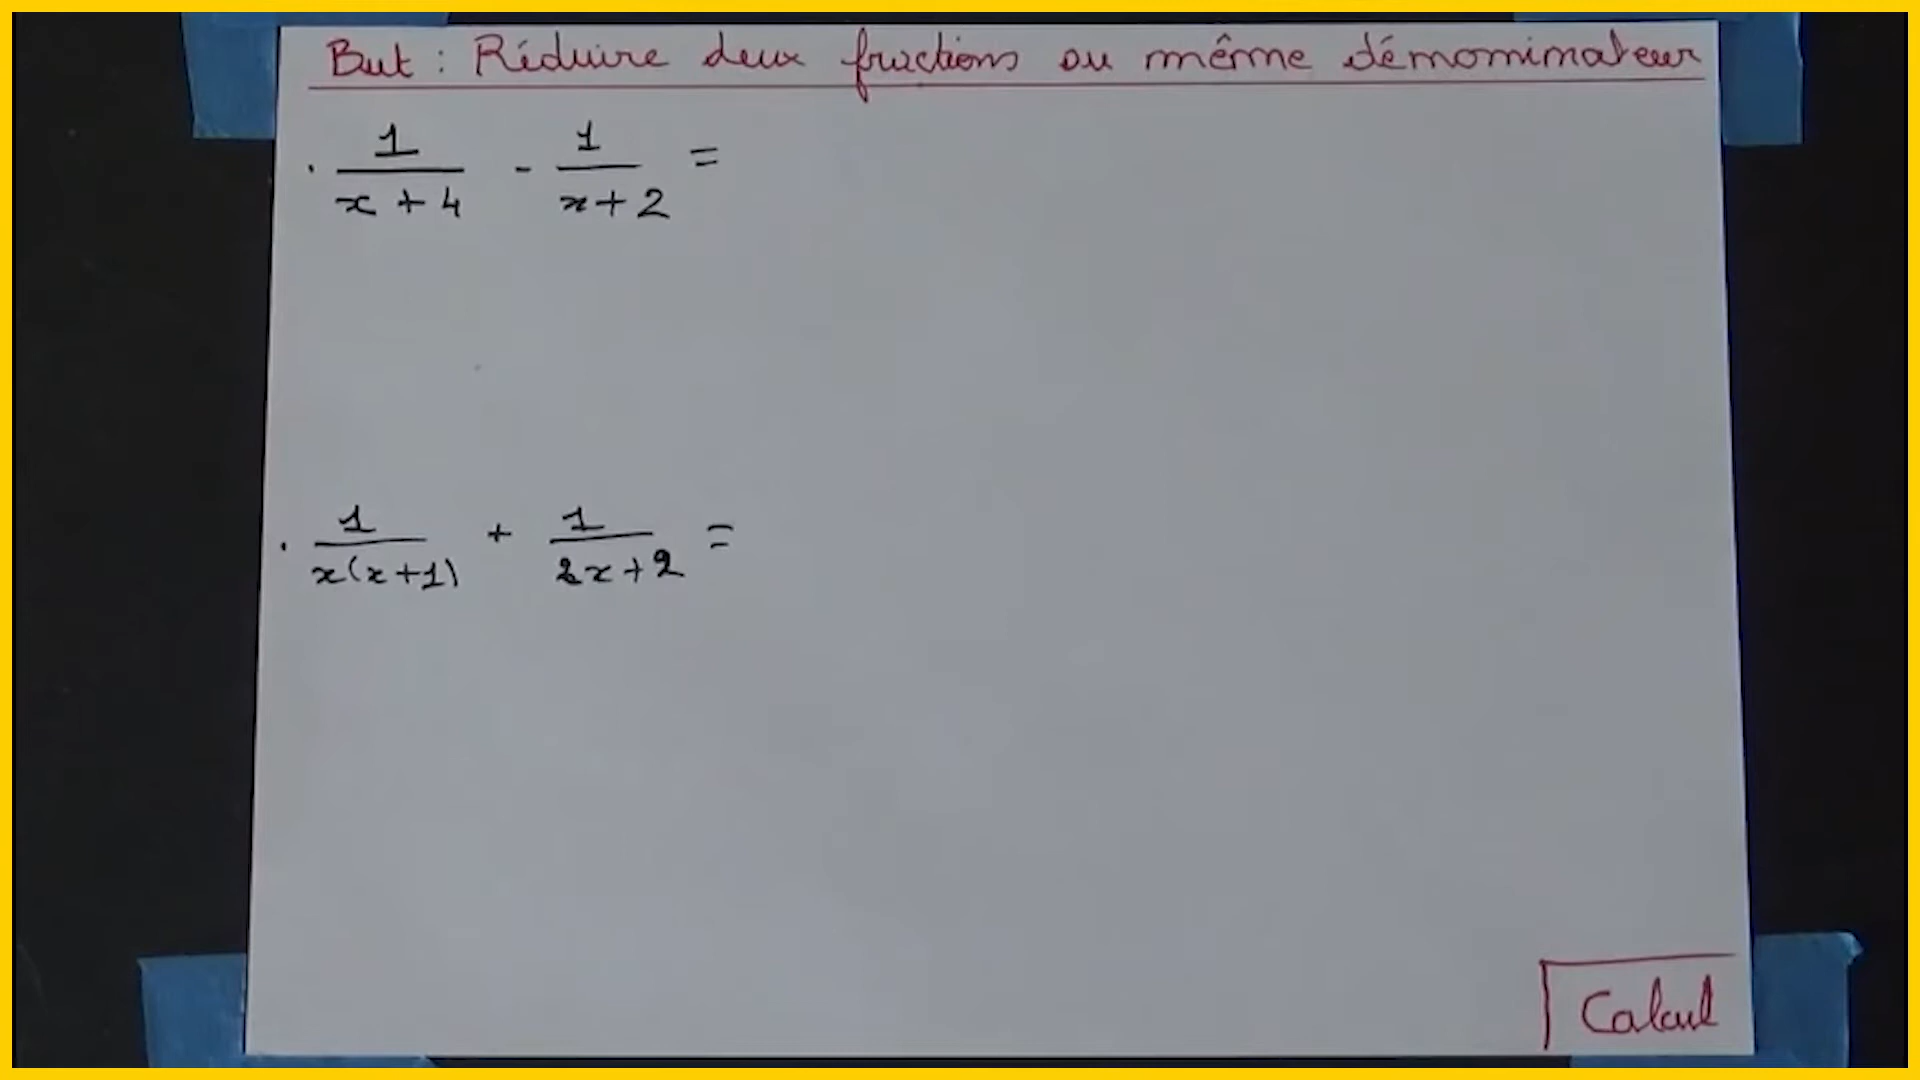 But : Réduire deux fractions au même dénominateur
. 1/(x + 4) - 1/(x + 2) =
. 1/(x(x+1)) + 1/(2x+2) =
Calcul